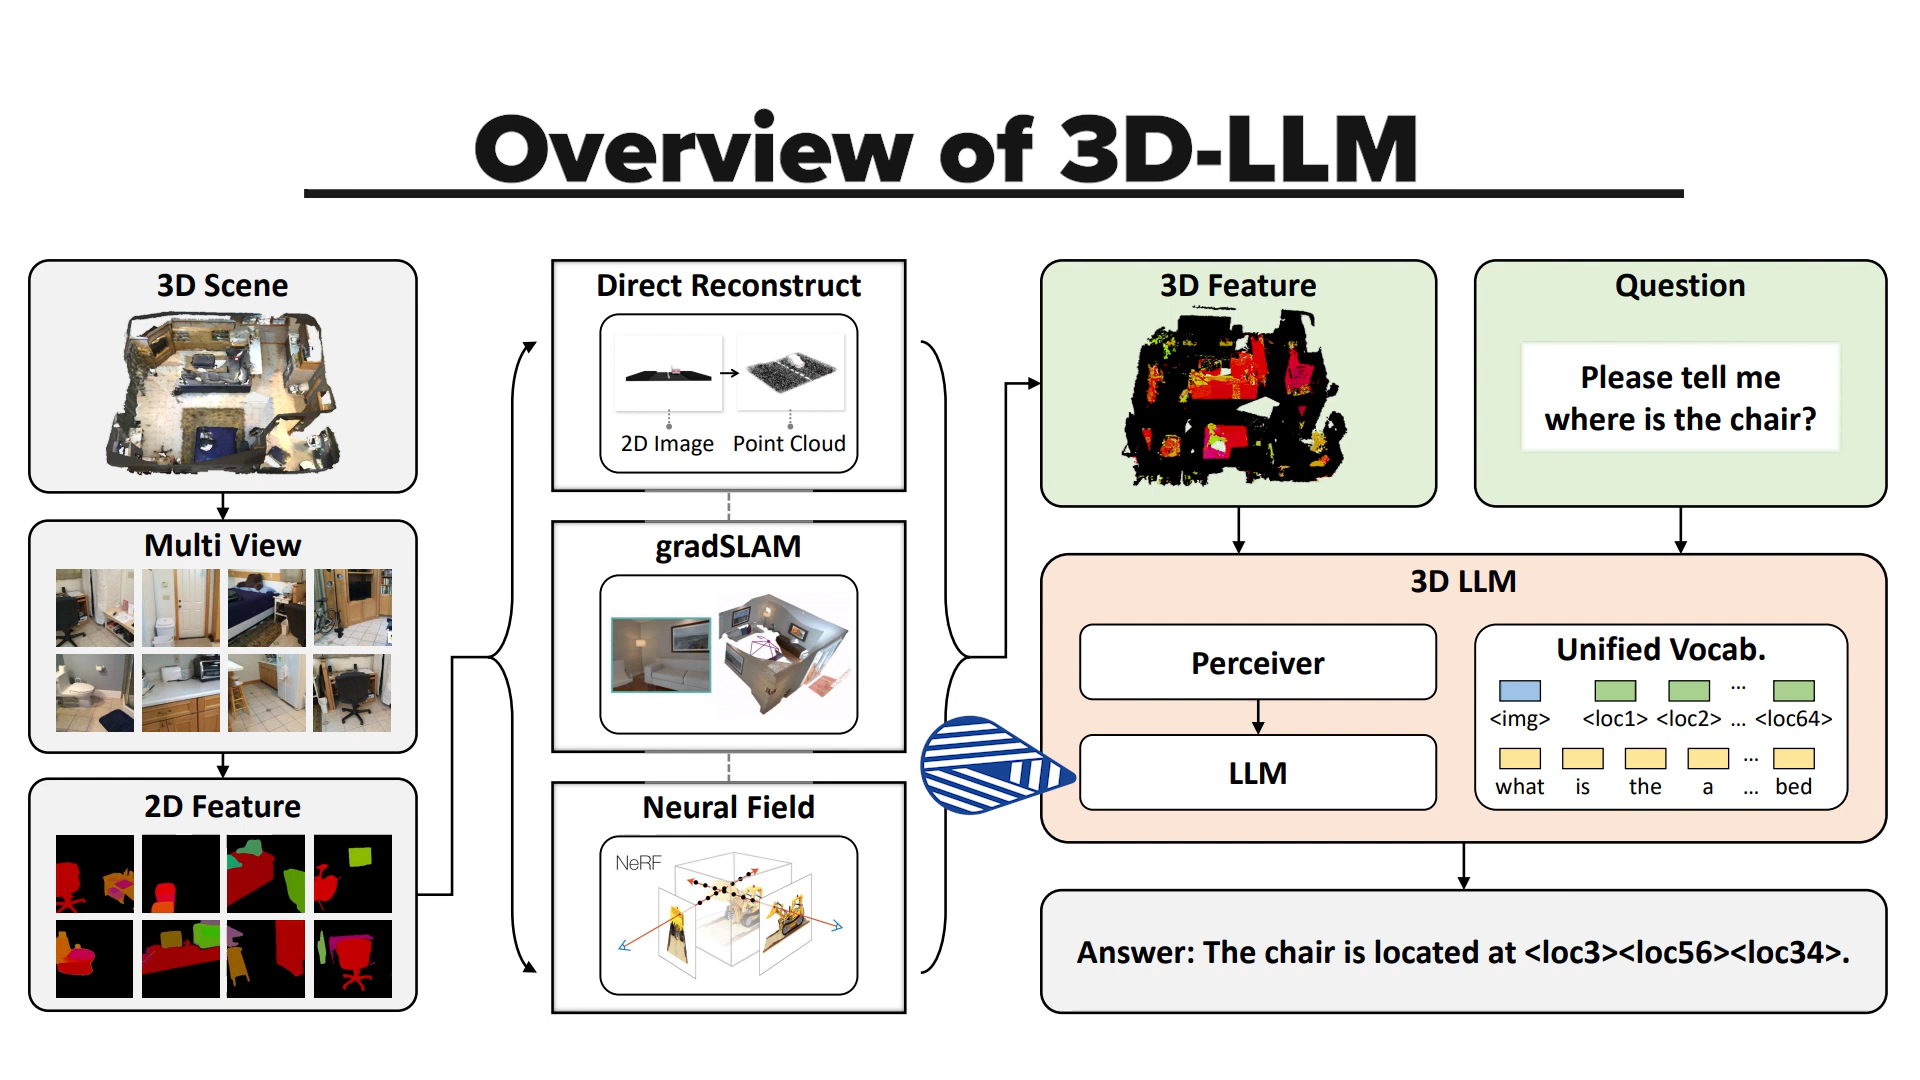 Overview of 3D-LLM
3D Scene
Multi View
2D Feature
Direct Reconstruct
2D Image
Point Cloud
gradSLAM
Neural Field
NeRF
3D Feature
Question
Please tell me
where is the chair?
3D LLM
Perceiver
LLM
Unified Vocab.
...
<img> <loc1> <loc2> ... <loc64>
...
what is the a ... bed
Answer: The chair is located at <loc3><loc56><loc34>.